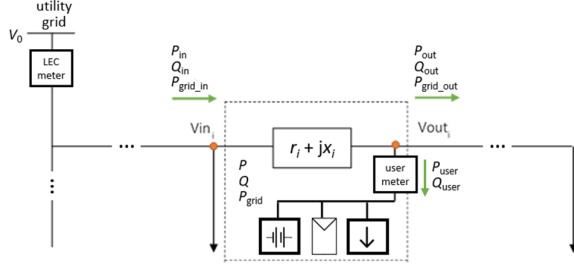 utility
grid
V0
LEC
meter
Pin
Qin
Pgrid_in
Pout
Qout
Pgrid_out
Vini
Vouti
...
ri + jxi
...
P
Q
Pgrid
user
meter
Puser
Quser